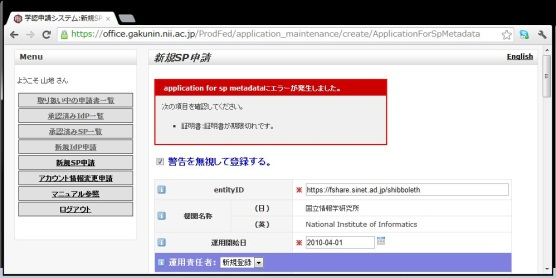 学認申請システム:新規SP
https://office.gakunin.nii.ac.jp/ProdFed/application_maintenance/create/ApplicationForSpMetadata
Menu
ようこそ 山地 さん
取り扱い中の申請書一覧
承認済みIdP一覧
承認済みSP一覧
新規IdP申請
新規SP申請
アカウント情報変更申請
マニュアル参照
ログアウト
新規SP申請
English
application for sp metadataにエラーが発生しました。
次の項目を確認してください。
証明書:証明書が期限切れです。
警告を無視して登録する。
entityID ※ https://fshare.sinet.ad.jp/shibboleth
機関名称
(日) 国立情報学研究所
(英) National Institute of Informatics
運用開始日 ※ 2010-04-01
運用責任者: 新規登録